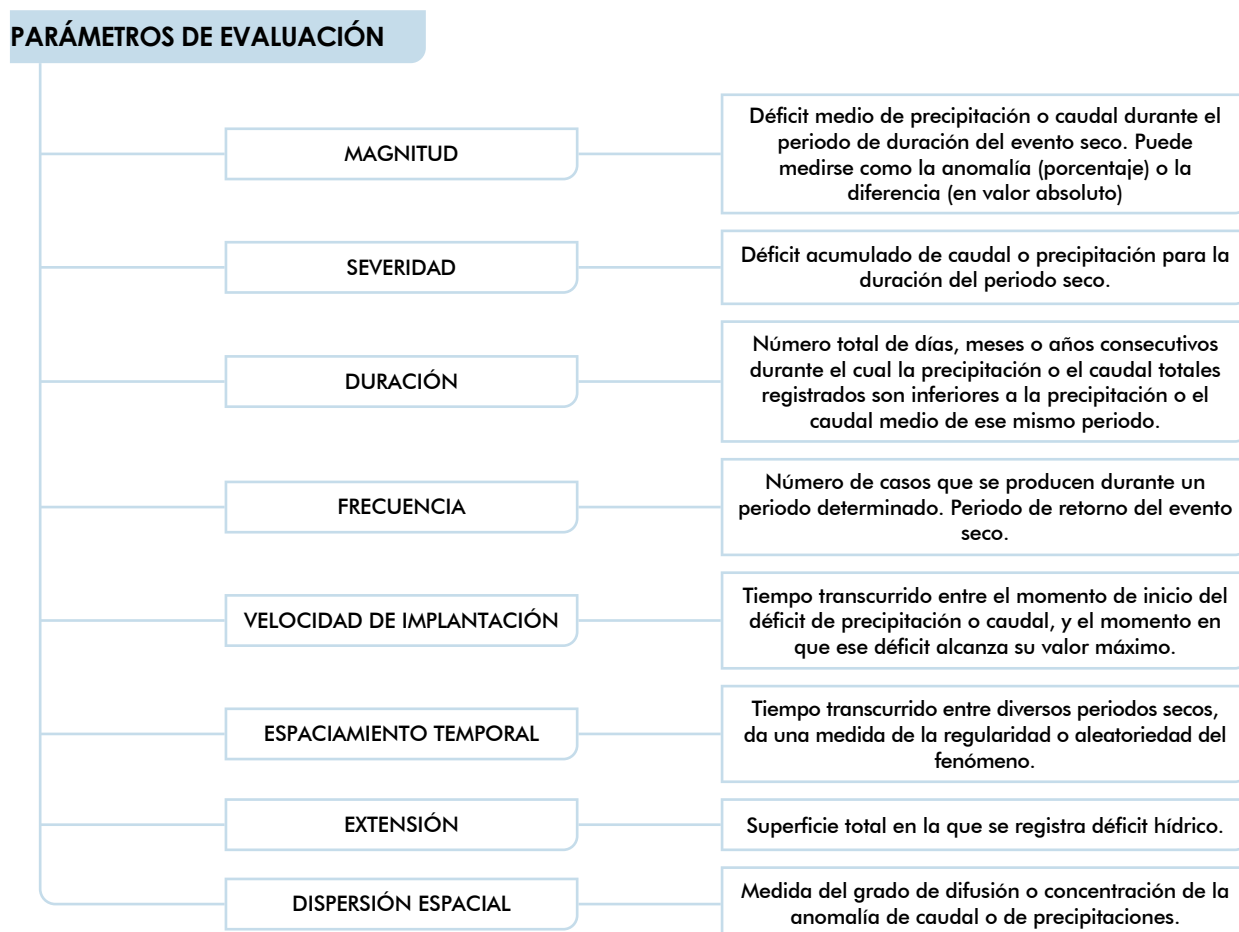 PARÁMETROS DE EVALUACIÓN
MAGNITUD
Déficit medio de precipitación o caudal durante el
periodo de duración del evento seco. Puede
medirse como la anomalía (porcentaje) o la
diferencia (en valor absoluto)
SEVERIDAD
Déficit acumulado de caudal o precipitación para la
duración del periodo seco.
DURACIÓN
Número total de días, meses o años consecutivos
durante el cual la precipitación o el caudal totales
registrados son inferiores a la precipitación o el
caudal medio de ese mismo periodo.
FRECUENCIA
Número de casos que se producen durante un
periodo determinado. Periodo de retorno del evento
seco.
VELOCIDAD DE IMPLANTACIÓN
Tiempo transcurrido entre el momento de inicio del
déficit de precipitación o caudal, y el momento en
que ese déficit alcanza su valor máximo.
ESPACIAMIENTO TEMPORAL
Tiempo transcurrido entre diversos periodos secos,
da una medida de la regularidad o aleatoriedad del
fenómeno.
EXTENSIÓN
Superficie total en la que se registra déficit hídrico.
DISPERSIÓN ESPACIAL
Medida del grado de difusión o concentración de la
anomalía de caudal o de precipitaciones.